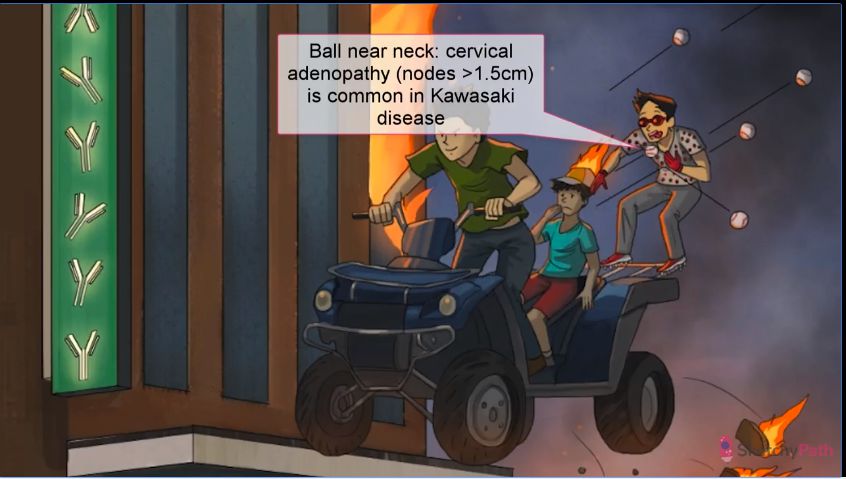 Ball near neck: cervical
adenopathy (nodes >1.5cm)
is common in Kawasaki
disease
SketchyPath